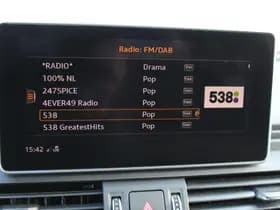 Radio: FM/DAB
*RADIO* Drama
100% NL Pop
247SPICE Pop
4EVER49 Radio Pop
538 Pop
538 GreatestHits Pop
538
15:42